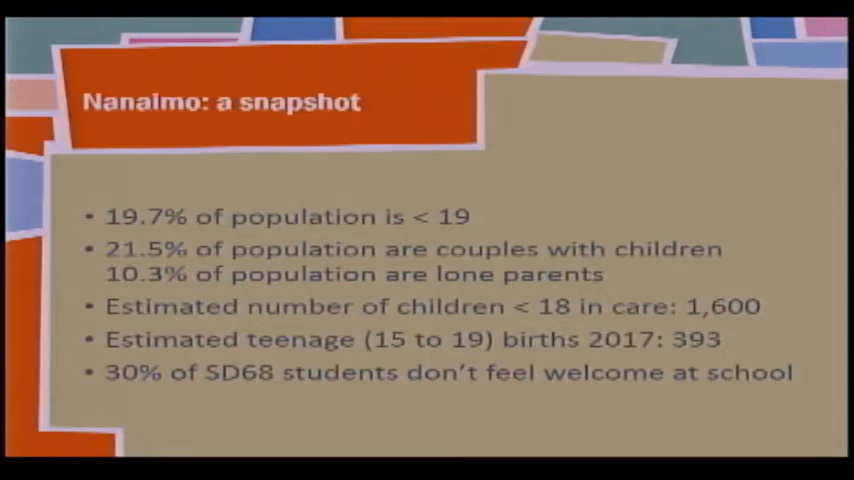 Nanaimo: a snapshot
• 19.7% of population is < 19
• 21.5% of population are couples with children
10.3% of population are lone parents
• Estimated number of children < 18 in care: 1,600
• Estimated teenage (15 to 19) births 2017: 393
• 30% of SD68 students don't feel welcome at school